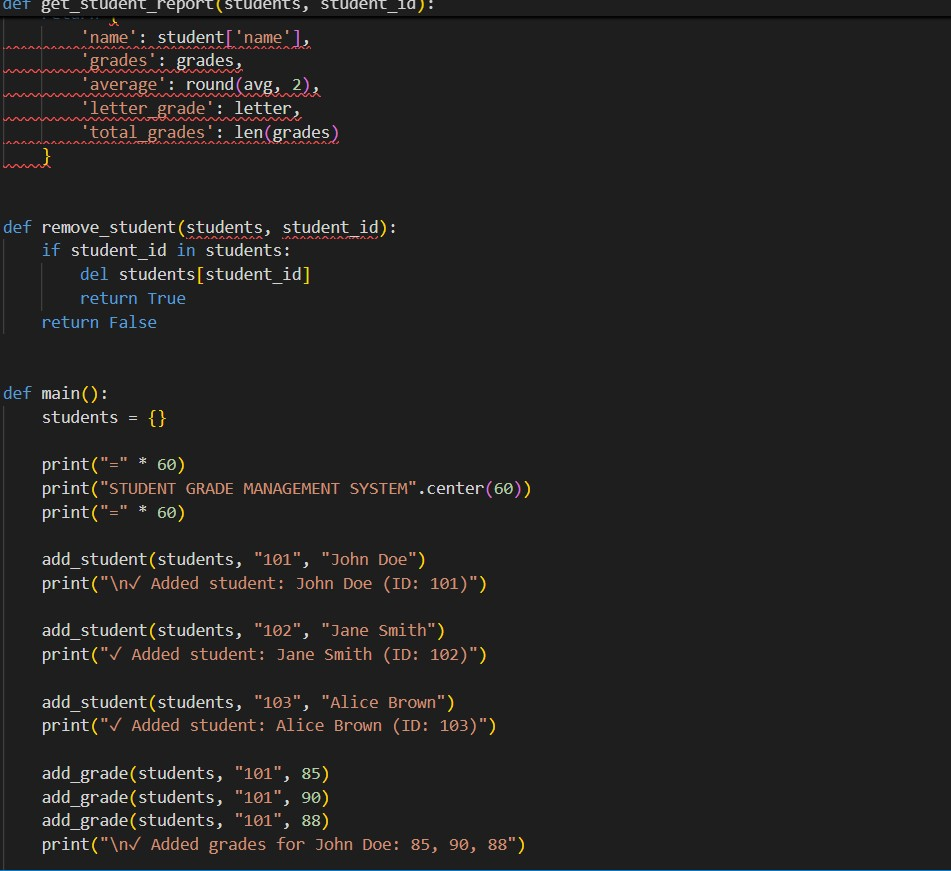 def get_student_report(students, student_id):
    return {
        'name': student['name'],
        'grades': grades,
        'average': round(avg, 2),
        'letter_grade': letter,
        'total_grades': len(grades)
    }
def remove_student(students, student_id):
    if student_id in students:
        del students[student_id]
        return True
    return False
def main():
    students = {}
    print("=" * 60)
    print("STUDENT GRADE MANAGEMENT SYSTEM".center(60))
    print("=" * 60)
    add_student(students, "101", "John Doe")
    print("\n✓ Added student: John Doe (ID: 101)")
    add_student(students, "102", "Jane Smith")
    print("✓ Added student: Jane Smith (ID: 102)")
    add_student(students, "103", "Alice Brown")
    print("✓ Added student: Alice Brown (ID: 103)")
    add_grade(students, "101", 85)
    add_grade(students, "101", 90)
    add_grade(students, "101", 88)
    print("\n✓ Added grades for John Doe: 85, 90, 88")